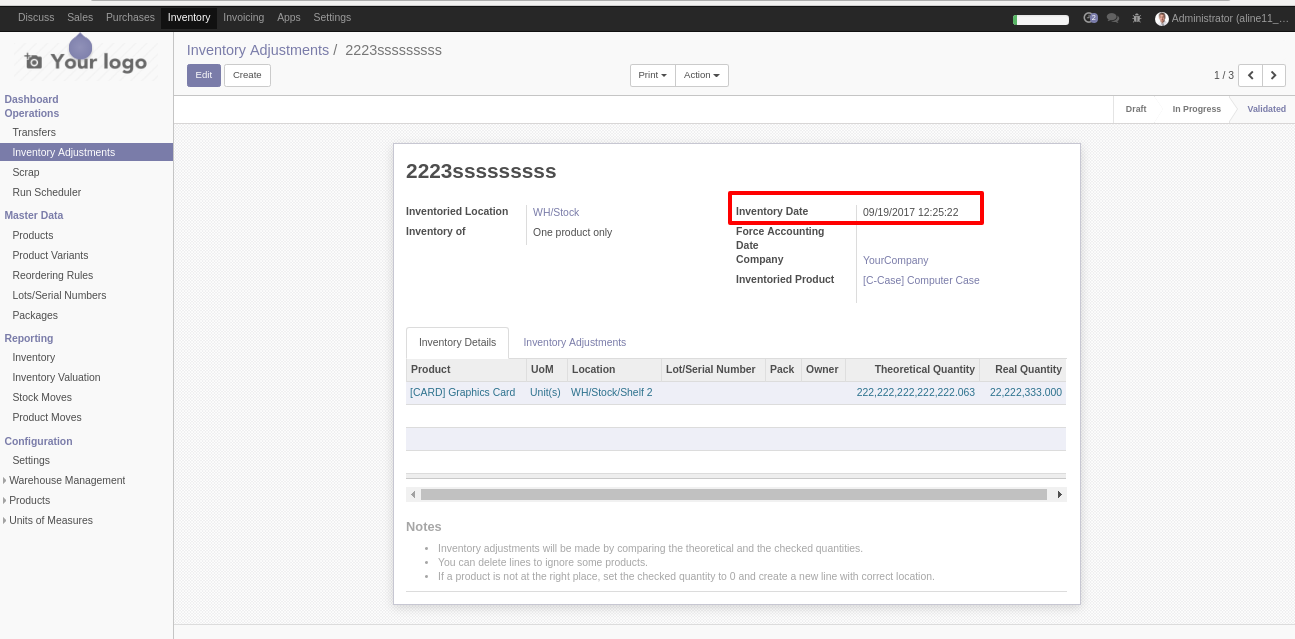 Discuss Sales Purchases Inventory Invoicing Apps Settings
2 Administrator (aline11_...
Your logo
Inventory Adjustments / 2223sssssssss
Edit Create Print Action 1 / 3
Draft In Progress Validated
Dashboard
Operations
Transfers
Inventory Adjustments
Scrap
Run Scheduler
Master Data
Products
Product Variants
Reordering Rules
Lots/Serial Numbers
Packages
Reporting
Inventory
Inventory Valuation
Stock Moves
Product Moves
Configuration
Settings
Warehouse Management
Products
Units of Measures
2223sssssssss
Inventoried Location WH/Stock
Inventory of One product only
Inventory Date 09/19/2017 12:25:22
Force Accounting
Date
Company YourCompany
Inventoried Product [C-Case] Computer Case
Inventory Details Inventory Adjustments
Product UoM Location Lot/Serial Number Pack Owner Theoretical Quantity Real Quantity
[CARD] Graphics Card Unit(s) WH/Stock/Shelf 2 222,222,222,222,222.063 22,222,333.000
Notes
• Inventory adjustments will be made by comparing the theoretical and the checked quantities.
• You can delete lines to ignore some products.
• If a product is not at the right place, set the checked quantity to 0 and create a new line with correct location.